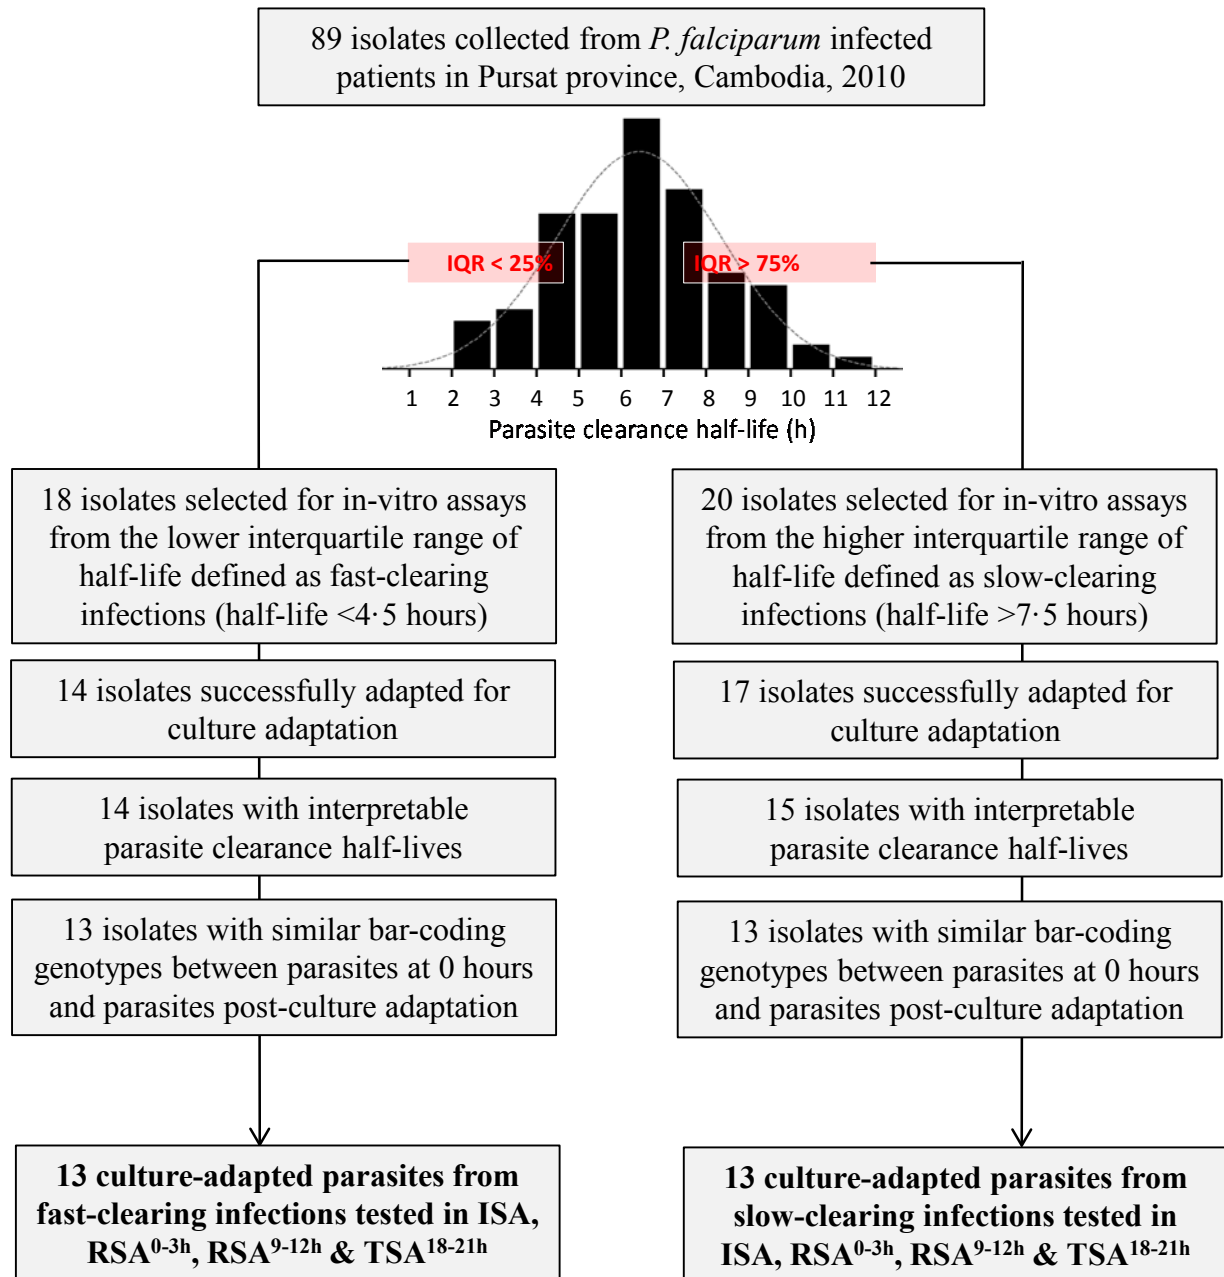 89 isolates collected from P. falciparum infected
patients in Pursat province, Cambodia, 2010
IQR < 25%
IQR > 75%
1 2 3 4 5 6 7 8 9 10 11 12
Parasite clearance half-life (h)
18 isolates selected for in-vitro assays
from the lower interquartile range of
half-life defined as fast-clearing
infections (half-life <4·5 hours)
14 isolates successfully adapted for
culture adaptation
14 isolates with interpretable
parasite clearance half-lives
13 isolates with similar bar-coding
genotypes between parasites at 0 hours
and parasites post-culture adaptation
13 culture-adapted parasites from
fast-clearing infections tested in ISA,
RSA0-3h, RSA9-12h & TSA18-21h
20 isolates selected for in-vitro assays
from the higher interquartile range of
half-life defined as slow-clearing
infections (half-life >7·5 hours)
17 isolates successfully adapted for
culture adaptation
15 isolates with interpretable
parasite clearance half-lives
13 isolates with similar bar-coding
genotypes between parasites at 0 hours
and parasites post-culture adaptation
13 culture-adapted parasites from
slow-clearing infections tested in
ISA, RSA0-3h, RSA9-12h & TSA18-21h